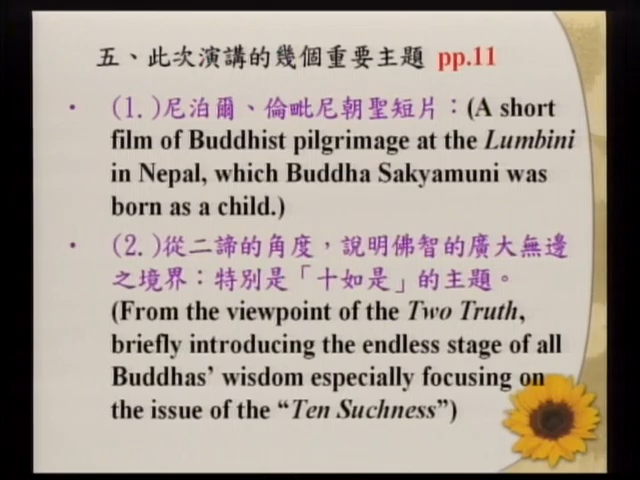 五、此次演講的幾個重要主題 pp.11
• (1.)尼泊爾、倫毗尼朝聖短片：(A short
film of Buddhist pilgrimage at the Lumbini
in Nepal, which Buddha Sakyamuni was
born as a child.)
• (2.)從二諦的角度，說明佛智的廣大無邊
之境界：特別是「十如是」的主題。
(From the viewpoint of the Two Truth,
briefly introducing the endless stage of all
Buddhas' wisdom especially focusing on
the issue of the “Ten Suchness”)